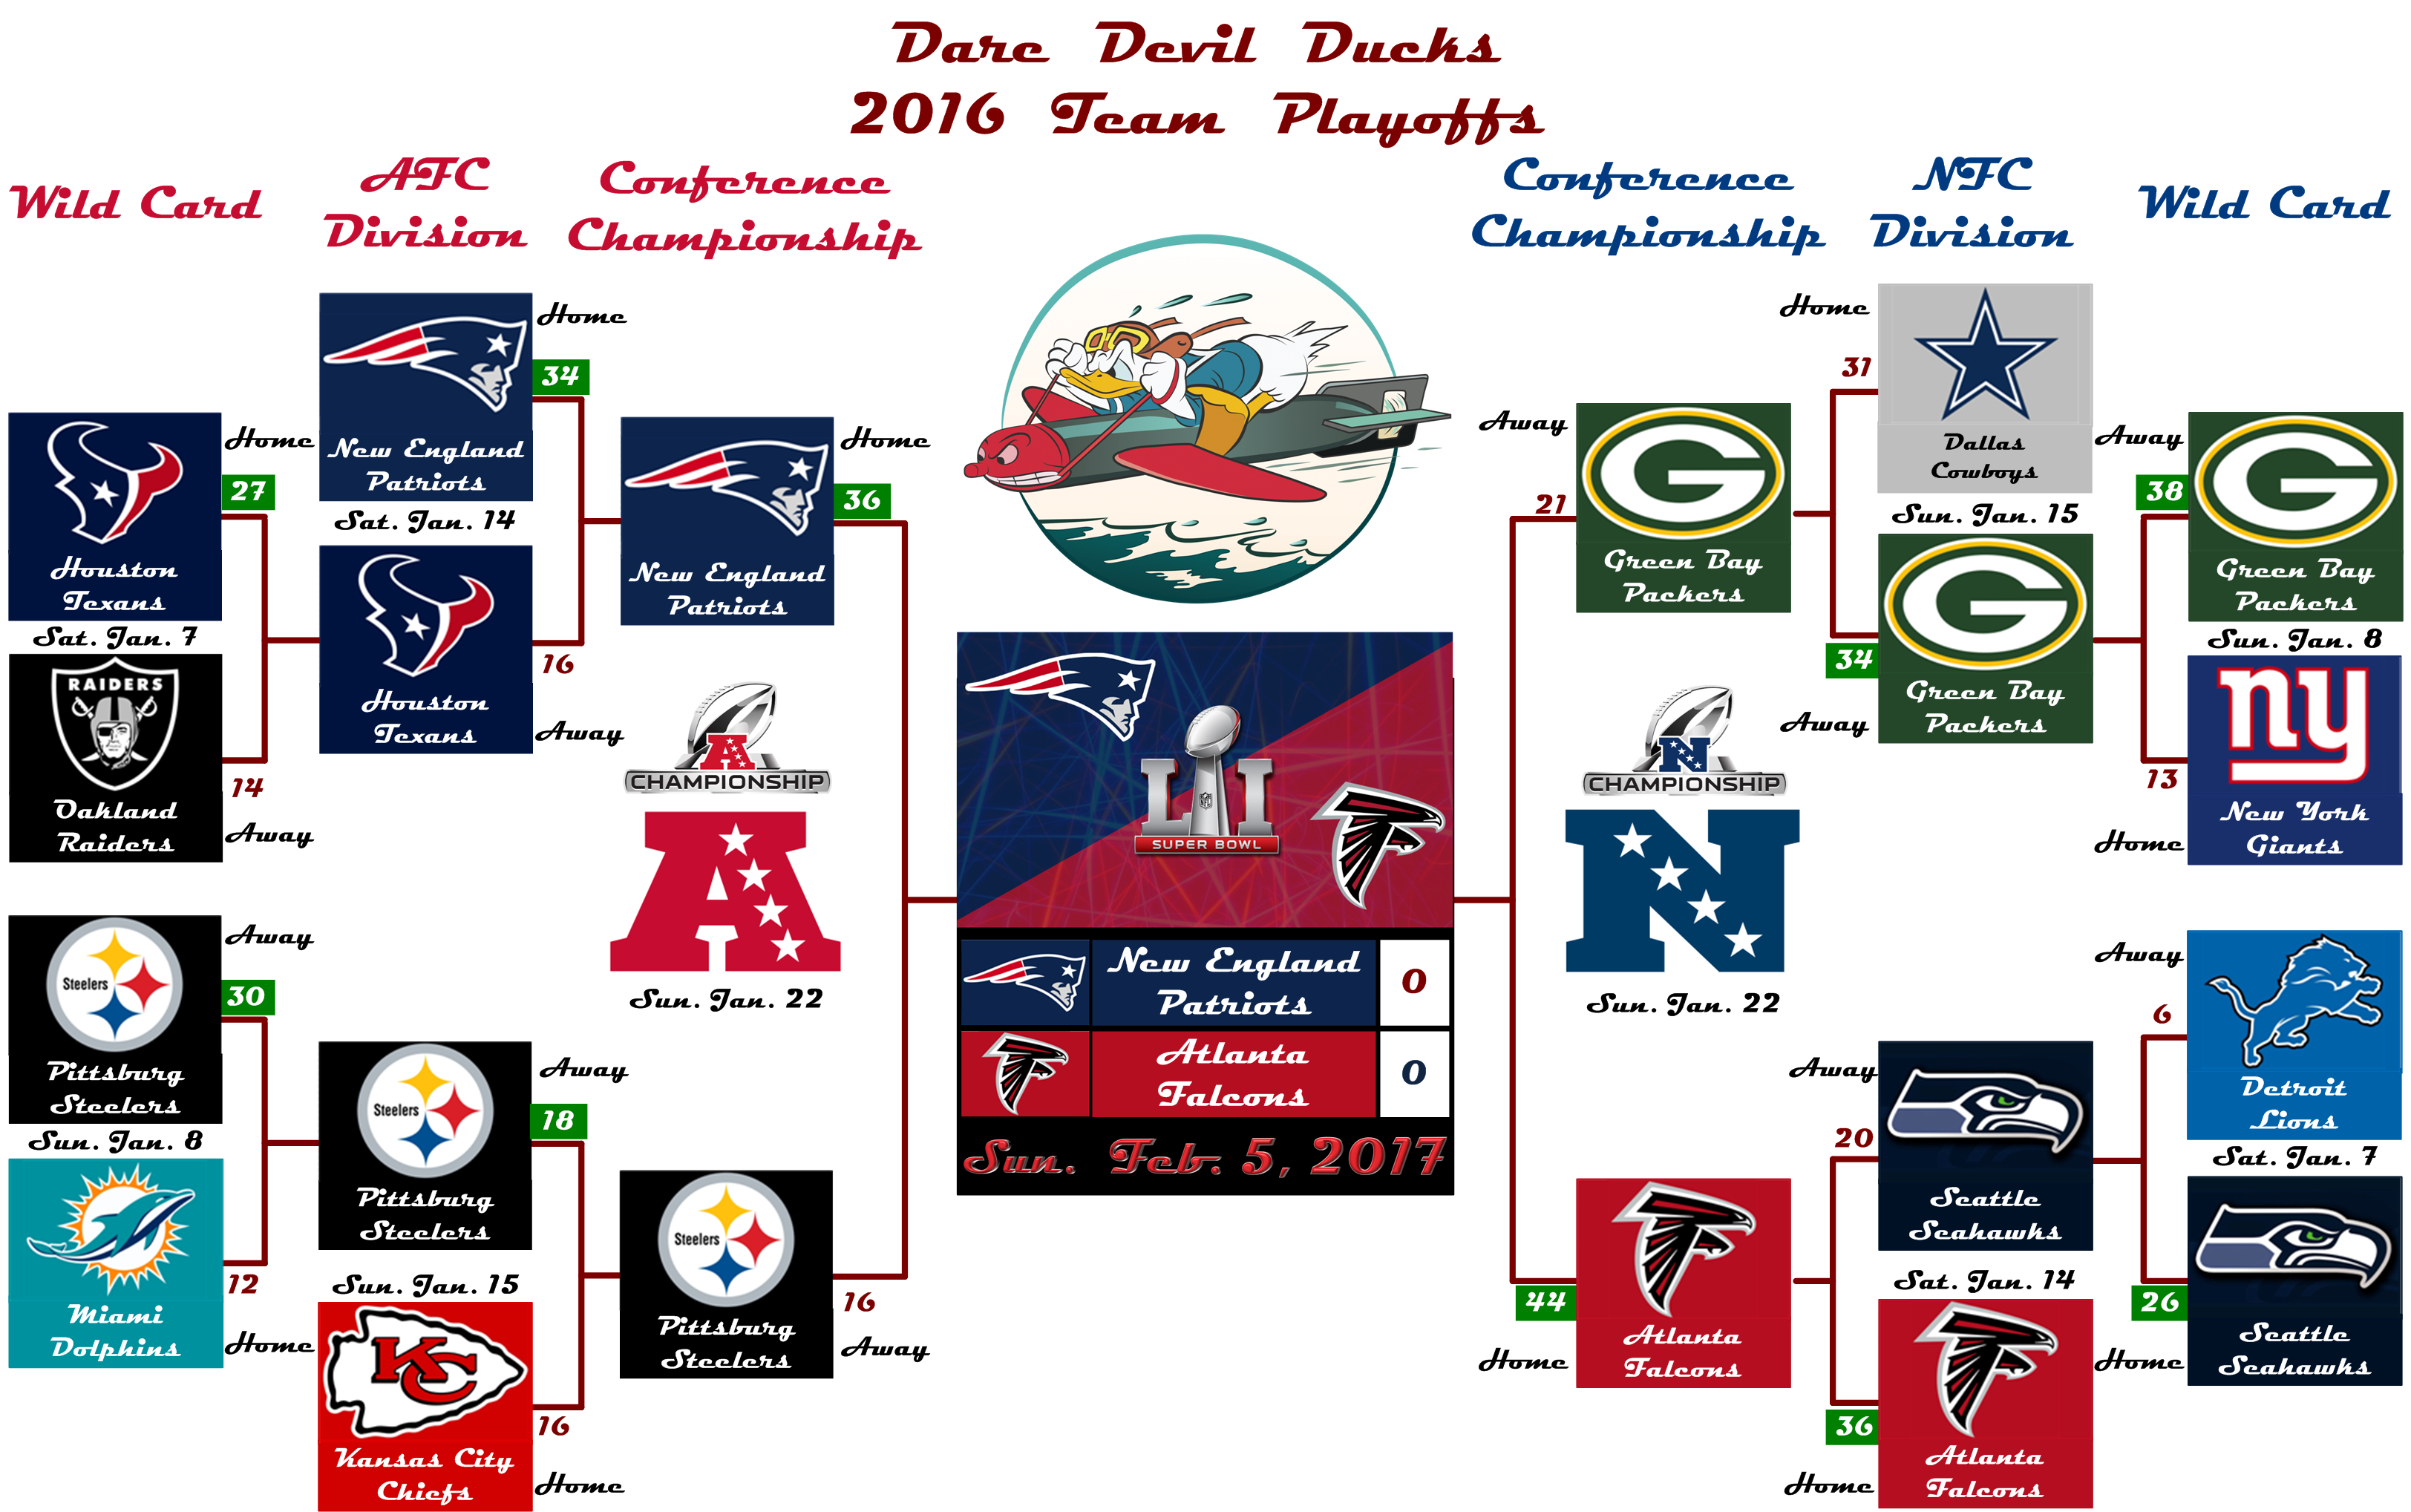 Dare Devil Ducks
2016 Team Playoffs
Wild Card
AFC
Division
Conference
Championship
Conference
Championship
NFC
Division
Wild Card
Home
27
Houston
Texans
Sat. Jan. 7
RAIDERS
14
Oakland
Raiders
Away
Away
Steelers
30
Pittsburg
Steelers
Sun. Jan. 8
12
Miami
Dolphins
Home
Home
34
New England
Patriots
Sat. Jan. 14
16
Houston
Texans
Away
Away
Steelers
18
Pittsburg
Steelers
Sun. Jan. 15
KC
16
Kansas City
Chiefs
Home
Home
36
New England
Patriots
A
CHAMPIONSHIP
A
Sun. Jan. 22
Steelers
16
Pittsburg
Steelers
Away
LI
NFL
SUPER BOWL
New England
Patriots
0
Atlanta
Falcons
0
Sun. Feb. 5, 2017
Away
G
21
Green Bay
Packers
N
CHAMPIONSHIP
N
Sun. Jan. 22
44
Home
Atlanta
Falcons
Home
31
Dallas
Cowboys
Sun. Jan. 15
G
34
Green Bay
Packers
Away
Away
20
Seattle
Seahawks
Sat. Jan. 14
36
Atlanta
Falcons
Home
Away
38
G
Green Bay
Packers
Sun. Jan. 8
ny
13
New York
Giants
Home
Away
6
Detroit
Lions
Sat. Jan. 7
26
Seattle
Seahawks
Home